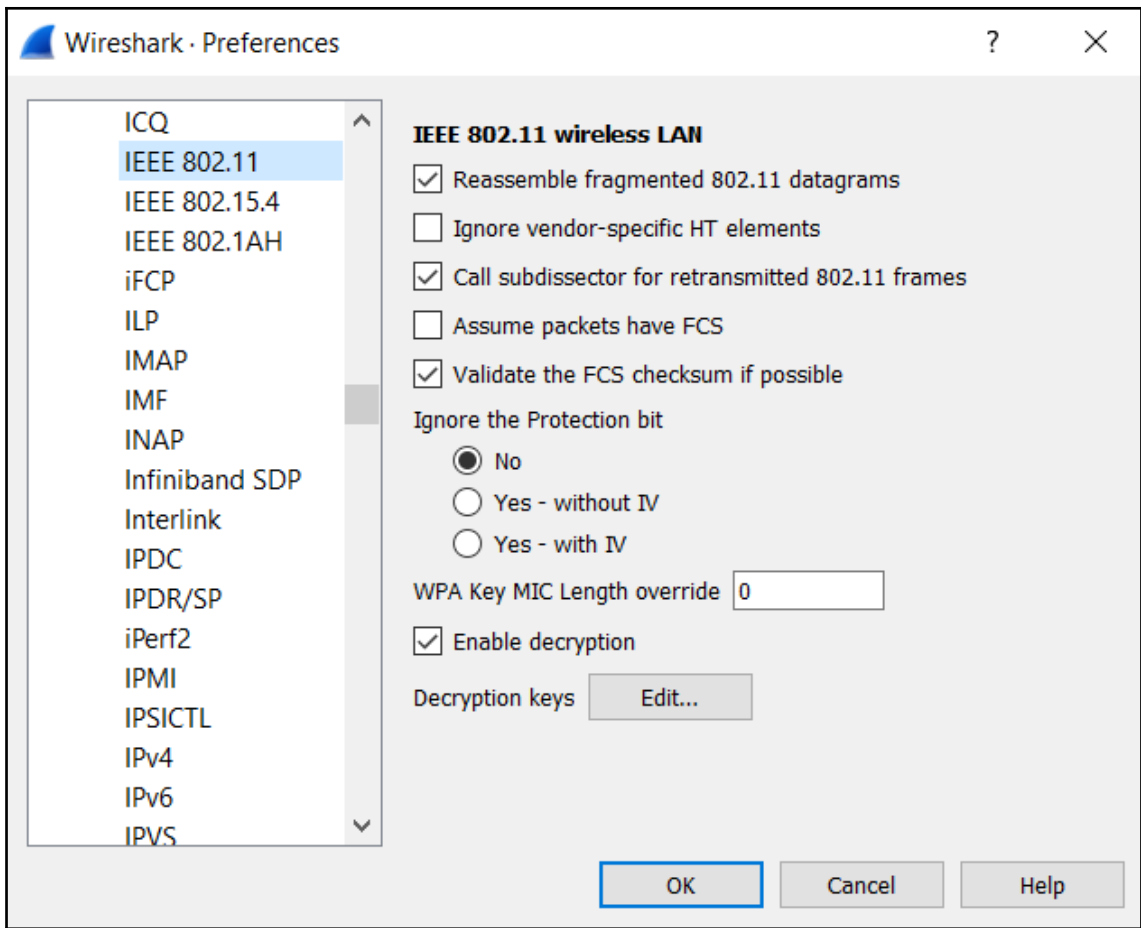 Wireshark · Preferences
?
ICQ
IEEE 802.11
IEEE 802.15.4
IEEE 802.1AH
iFCP
ILP
IMAP
IMF
INAP
Infiniband SDP
Interlink
IPDC
IPDR/SP
iPerf2
IPMI
IPSICTL
IPv4
IPv6
IPVS
IEEE 802.11 wireless LAN
Reassemble fragmented 802.11 datagrams
Ignore vendor-specific HT elements
Call subdissector for retransmitted 802.11 frames
Assume packets have FCS
Validate the FCS checksum if possible
Ignore the Protection bit
No
Yes - without IV
Yes - with IV
WPA Key MIC Length override 0
Enable decryption
Decryption keys Edit...
OK Cancel Help